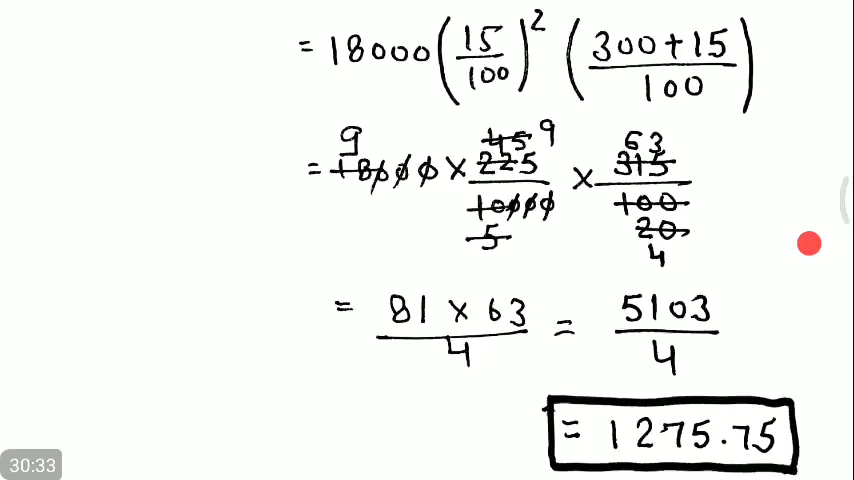 = 18000 (15/100)² (300+15/100)
9 45 9 63
= 18000 × 225/10000 × 315/100
5 20
4
= 81 × 63/4 = 5103/4
= 1275.75
30:33